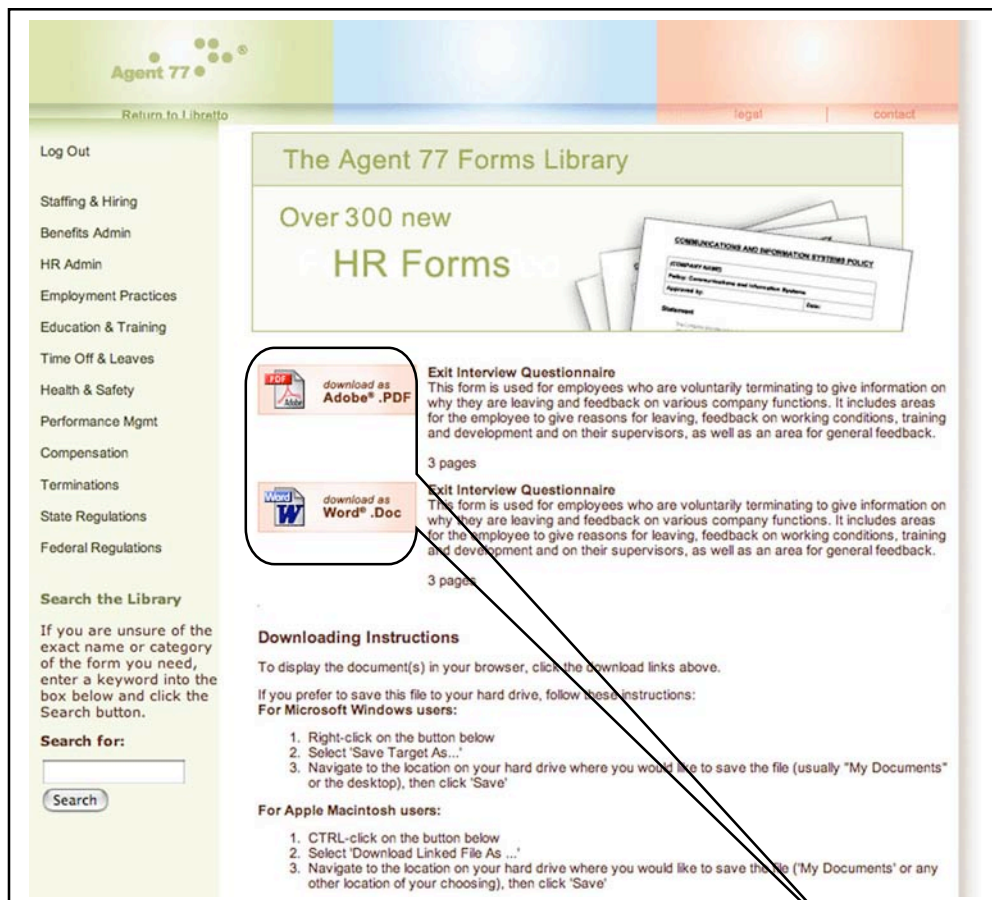 Agent 77 ®
Return to Libretto
legal | contact
Log Out
Staffing & Hiring
Benefits Admin
HR Admin
Employment Practices
Education & Training
Time Off & Leaves
Health & Safety
Performance Mgmt
Compensation
Terminations
State Regulations
Federal Regulations
Search the Library
If you are unsure of the
exact name or category
of the form you need,
enter a keyword into the
box below and click the
Search button.
Search for:
Search
The Agent 77 Forms Library
Over 300 new
HR Forms
COMMUNICATIONS AND INFORMATION SYSTEMS POLICY
(COMPANY NAME)
Policy: Communications and Information Systems
Approved by:
Date:
Statement
PDF
Adobe
download as
Adobe® .PDF
Exit Interview Questionnaire
This form is used for employees who are voluntarily terminating to give information on
why they are leaving and feedback on various company functions. It includes areas
for the employee to give reasons for leaving, feedback on working conditions, training
and development and on their supervisors, as well as an area for general feedback.
3 pages
Word
W
download as
Word® .Doc
Exit Interview Questionnaire
This form is used for employees who are voluntarily terminating to give information on
why they are leaving and feedback on various company functions. It includes areas
for the employee to give reasons for leaving, feedback on working conditions, training
and development and on their supervisors, as well as an area for general feedback.
3 pages
Downloading Instructions
To display the document(s) in your browser, click the download links above.
If you prefer to save this file to your hard drive, follow these instructions:
For Microsoft Windows users:
1. Right-click on the button below
2. Select 'Save Target As...'
3. Navigate to the location on your hard drive where you would like to save the file (usually "My Documents"
or the desktop), then click 'Save'
For Apple Macintosh users:
1. CTRL-click on the button below
2. Select 'Download Linked File As ...'
3. Navigate to the location on your hard drive where you would like to save the file ('My Documents' or any
other location of your choosing), then click 'Save'